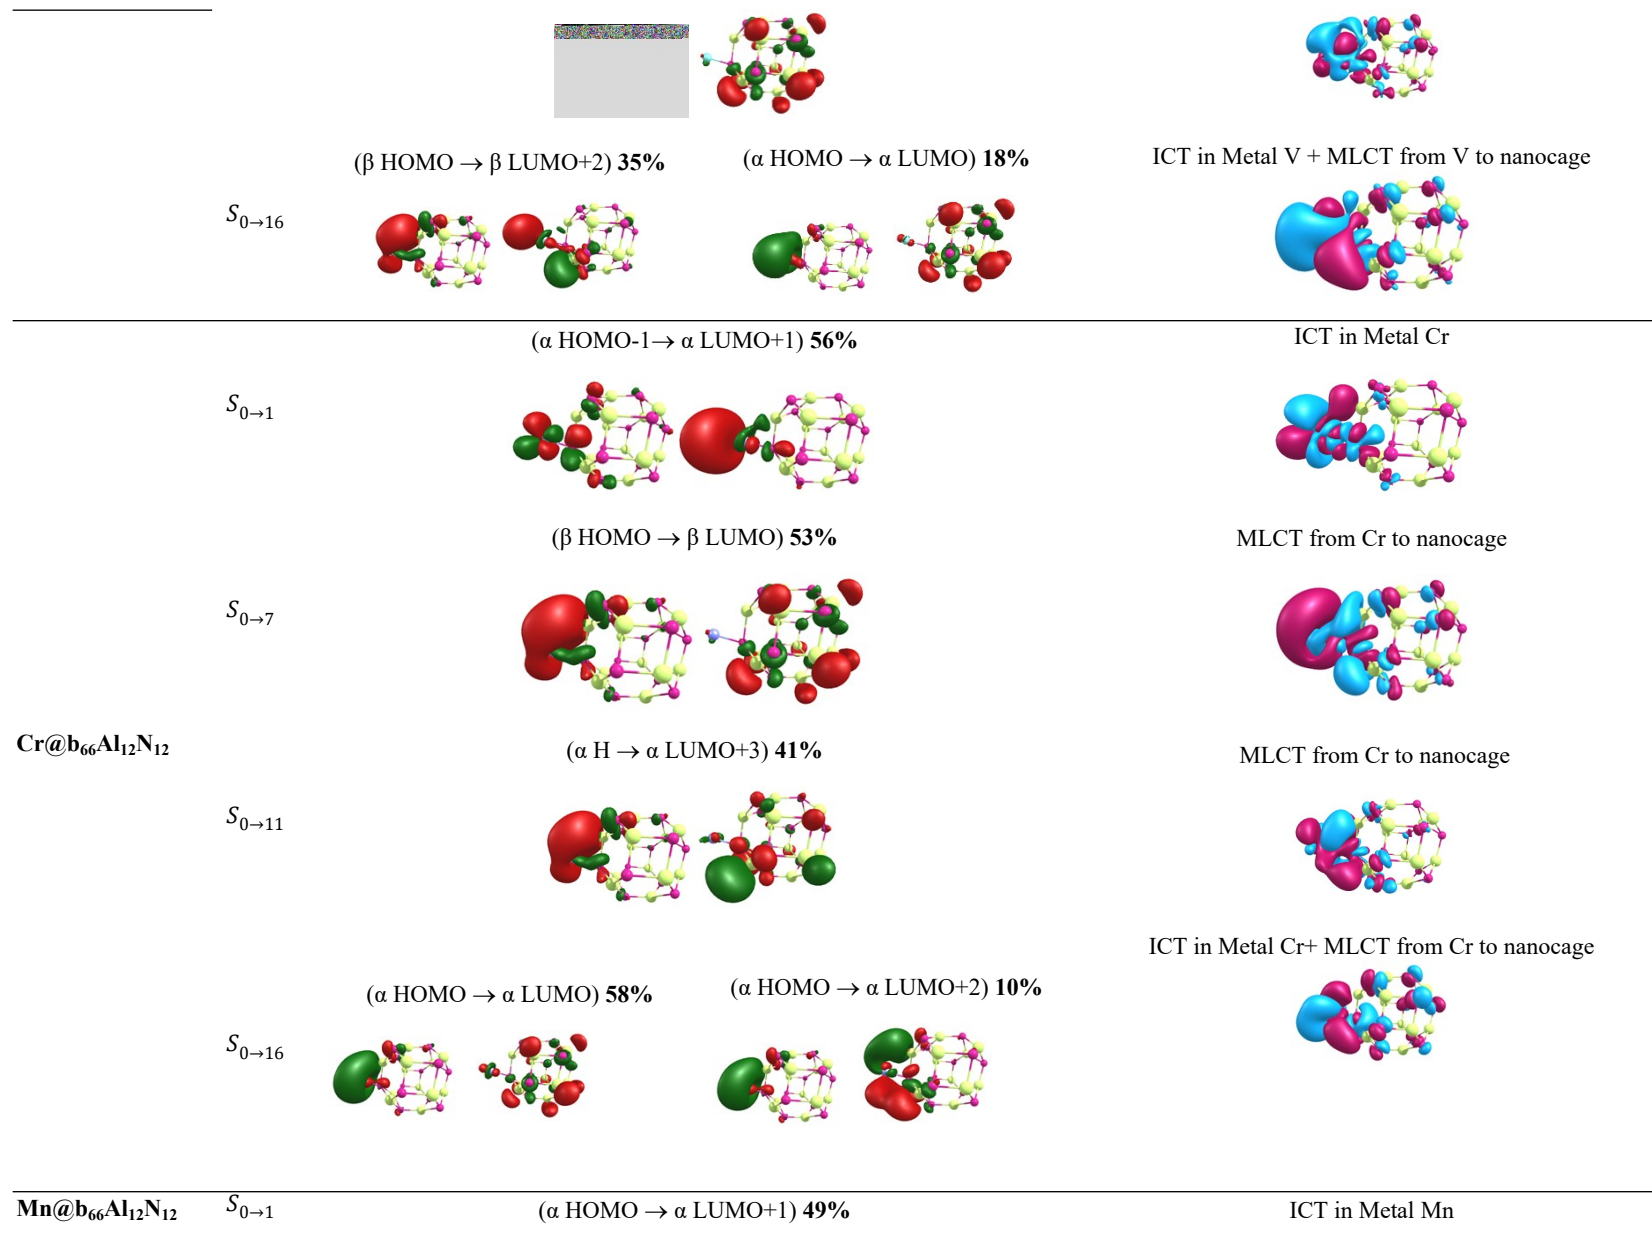 (β HOMO → β LUMO+2) 35% (α HOMO → α LUMO) 18% ICT in Metal V + MLCT from V to nanocage
S0→16
(α HOMO-1→ α LUMO+1) 56% ICT in Metal Cr
S0→1
(β HOMO → β LUMO) 53% MLCT from Cr to nanocage
S0→7
Cr@b66Al12N12 (α H → α LUMO+3) 41% MLCT from Cr to nanocage
S0→11
ICT in Metal Cr+ MLCT from Cr to nanocage
(α HOMO → α LUMO) 58% (α HOMO → α LUMO+2) 10%
S0→16
Mn@b66Al12N12 S0→1 (α HOMO → α LUMO+1) 49% ICT in Metal Mn